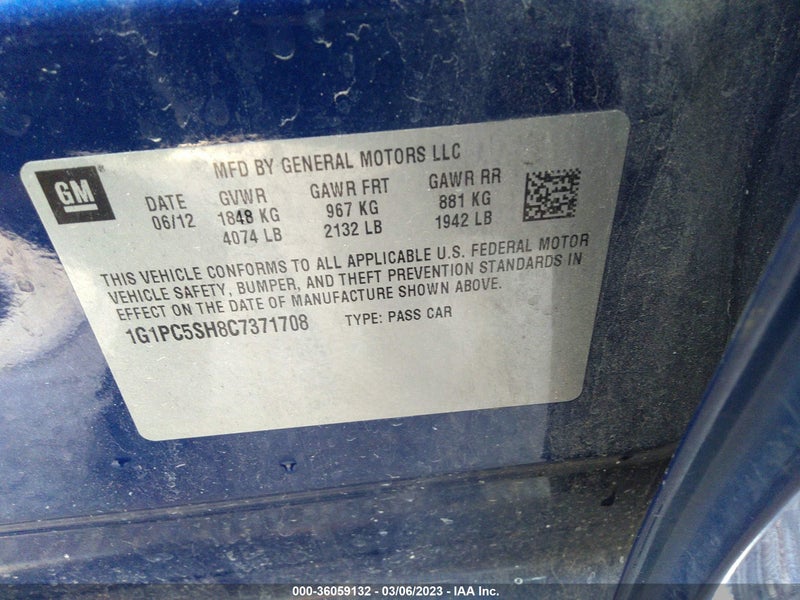 MFD BY GENERAL MOTORS LLC
GM
DATE GVWR GAWR FRT GAWR RR
06/12 1848 KG 967 KG 881 KG
4074 LB 2132 LB 1942 LB
THIS VEHICLE CONFORMS TO ALL APPLICABLE U.S. FEDERAL MOTOR
VEHICLE SAFETY, BUMPER, AND THEFT PREVENTION STANDARDS IN
EFFECT ON THE DATE OF MANUFACTURE SHOWN ABOVE.
1G1PC5SH8C7371708 TYPE: PASS CAR
000-36059132 - 03/06/2023 - IAA Inc.